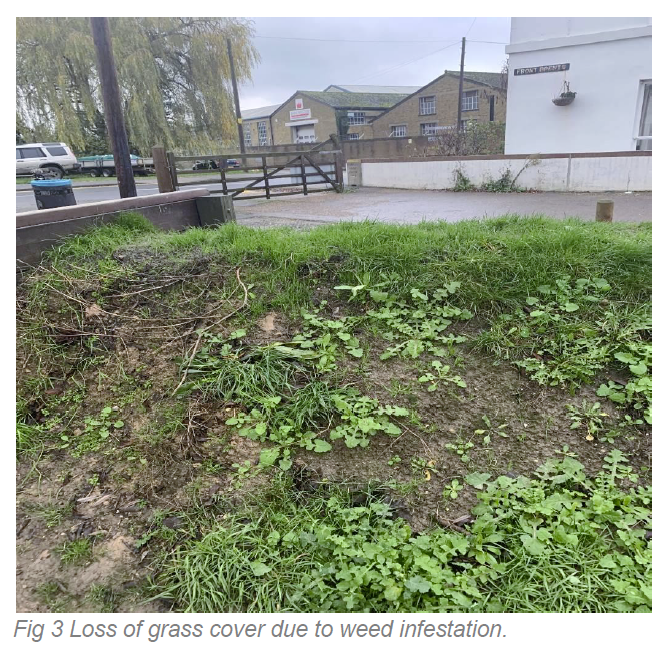 FRONT BRENTS
Fig 3 Loss of grass cover due to weed infestation.